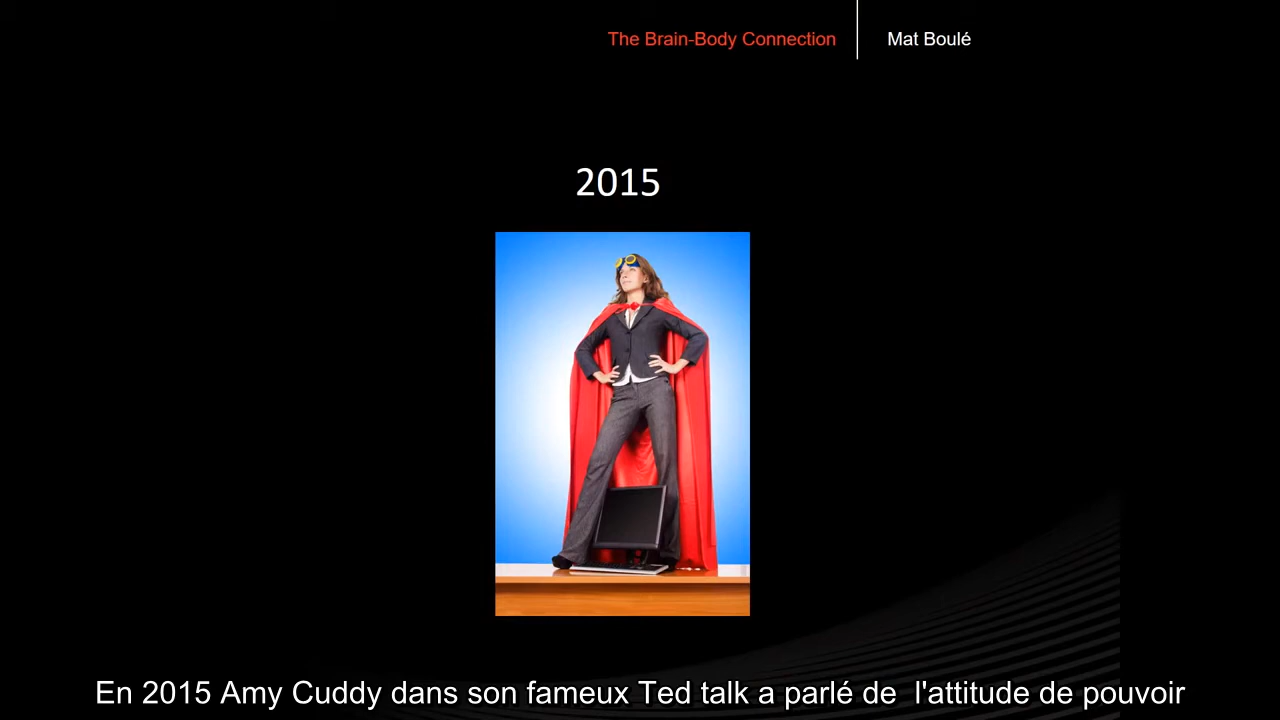 The Brain-Body Connection
Mat Boulé
2015
En 2015 Amy Cuddy dans son fameux Ted talk a parlé de  l'attitude de pouvoir